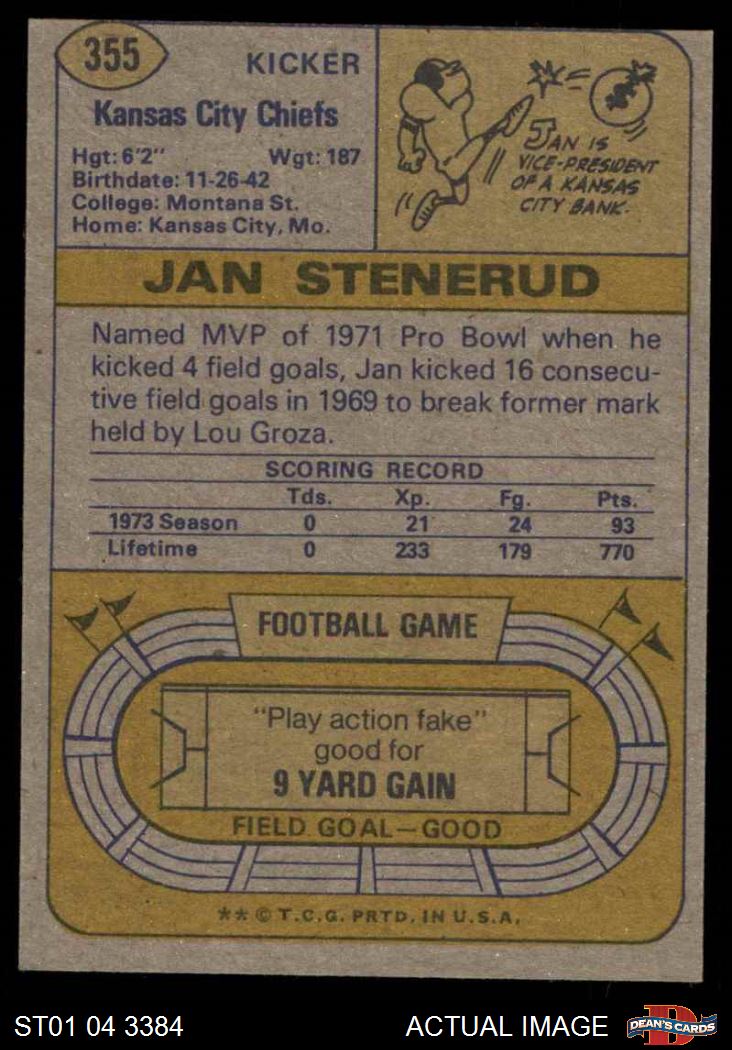 355
KICKER
Kansas City Chiefs
Hgt: 6'2" Wgt: 187
Birthdate: 11-26-42
College: Montana St.
Home: Kansas City, Mo.
JAN IS
VICE-PRESIDENT
OF A KANSAS
CITY BANK.
JAN STENERUD
Named MVP of 1971 Pro Bowl when he
kicked 4 field goals, Jan kicked 16 consecu-
tive field goals in 1969 to break former mark
held by Lou Groza.
SCORING RECORD
Tds. Xp. Fg. Pts.
1973 Season 0 21 24 93
Lifetime 0 233 179 770
FOOTBALL GAME
"Play action fake"
good for
9 YARD GAIN
FIELD GOAL—GOOD
** © T.C.G. PRTD. IN U.S.A.
ST01 04 3384
ACTUAL IMAGE
D
DEAN'S CARDS